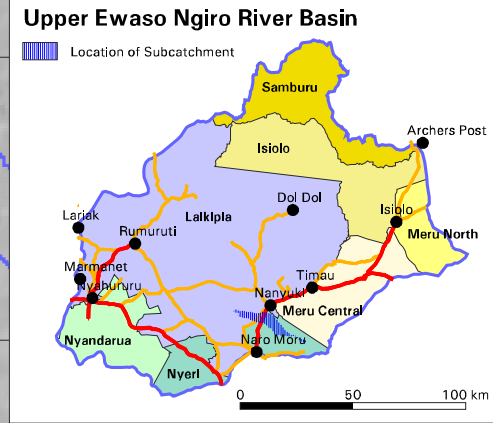 Upper Ewaso Ngiro River Basin
Location of Subcatchment
Samburu
Archers Post
Isiolo
Dol Dol
Lariak
Laikipia
Isiolo
Rumuruti
Meru North
Marmanet
Timau
Nyahururu
Nanyuki
Meru Central
Nyandarua
Naro Moru
Nyeri
0 50 100 km